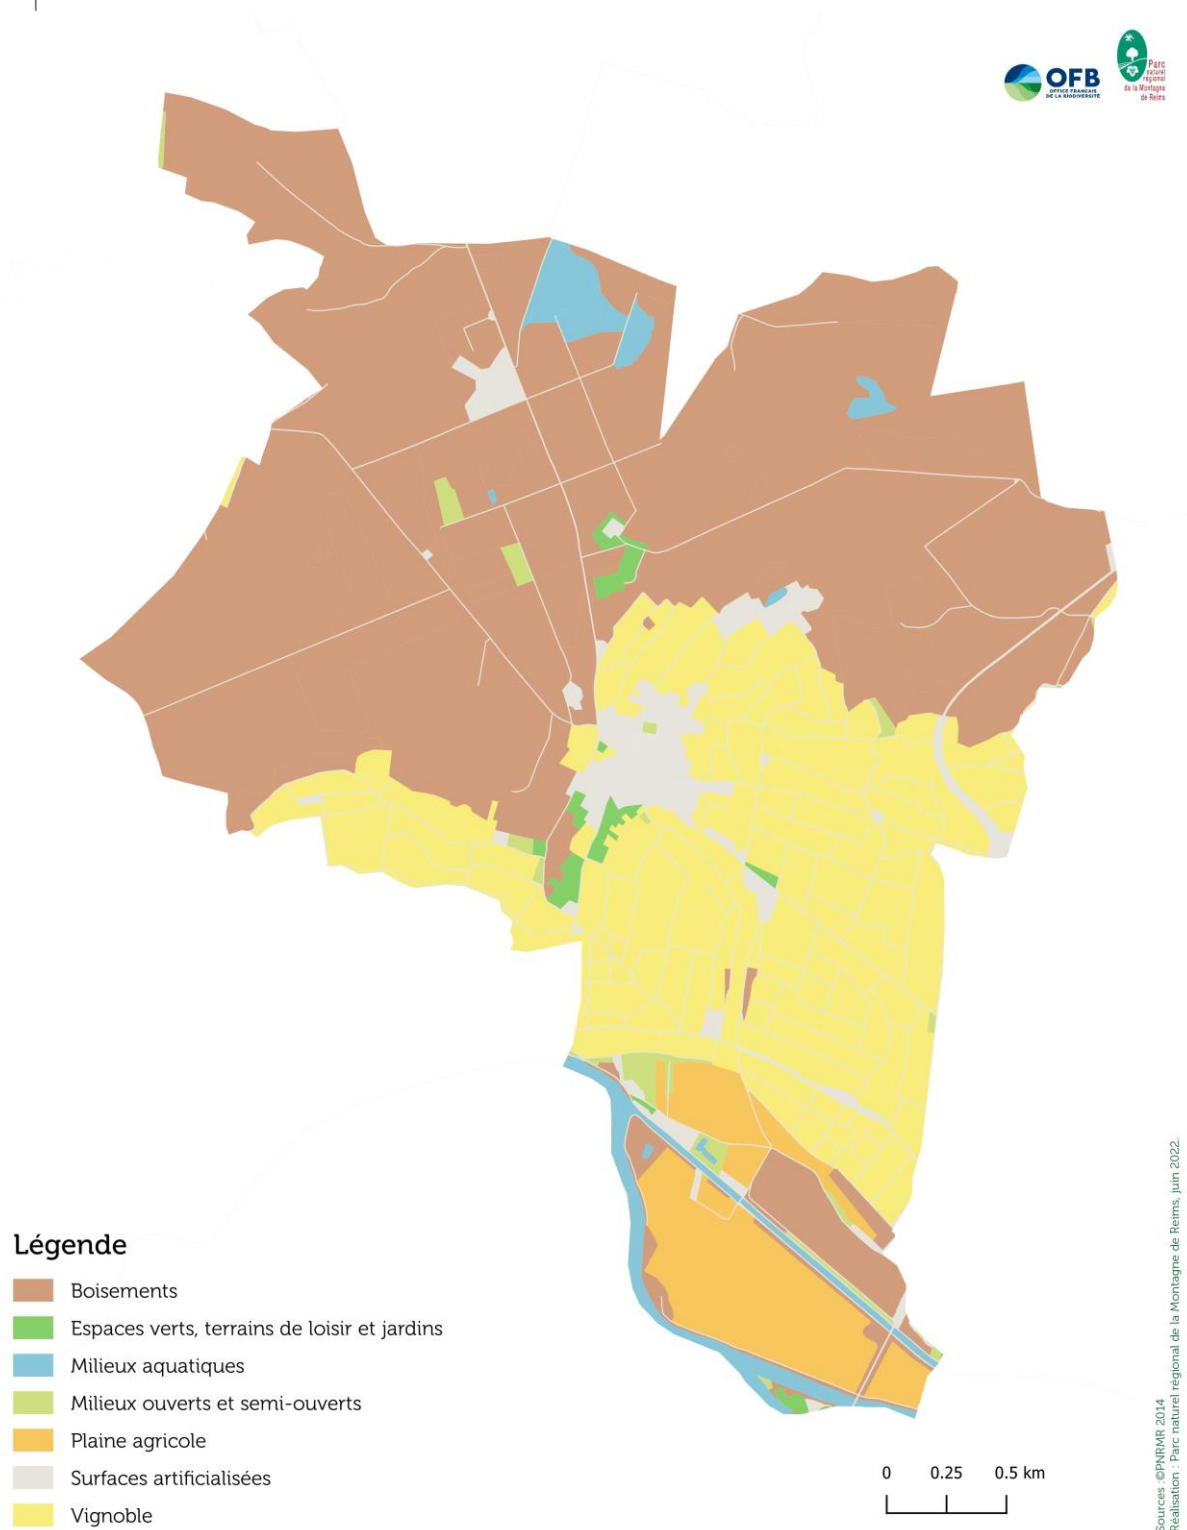 OFB
OFFICE FRANÇAIS
DE LA BIODIVERSITÉ
Parc
naturel
régional
de la Montagne
de Reims
Légende
Boisements
Espaces verts, terrains de loisir et jardins
Milieux aquatiques
Milieux ouverts et semi-ouverts
Plaine agricole
Surfaces artificialisées
Vignoble
0 0.25 0.5 km
Sources :©PNRMR 2014
Réalisation : Parc naturel régional de la Montagne de Reims, juin 2022.